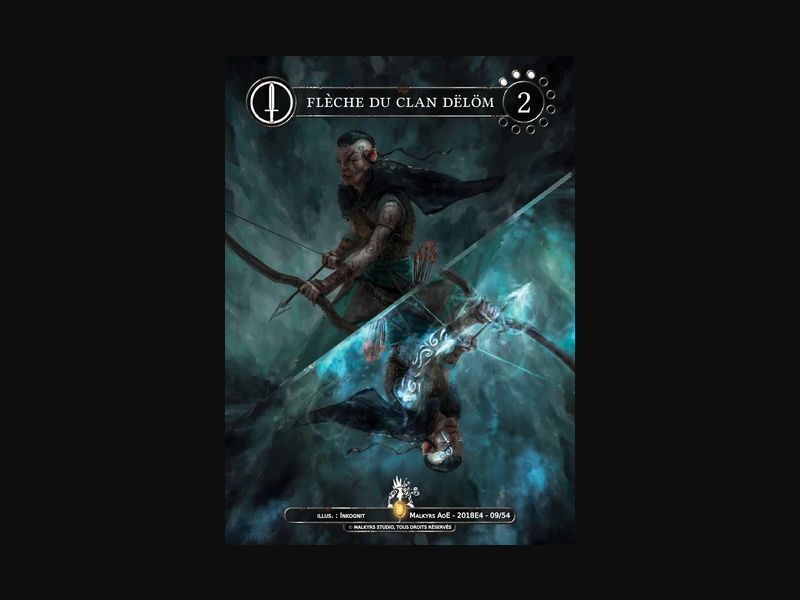 FLÈCHE DU CLAN DËLÖM 2
ILLUS. : INKOGNIT MALKYRS AOE - 2018E4 - 09/54
© MALKYRS STUDIO, TOUS DROITS RÉSERVÉS